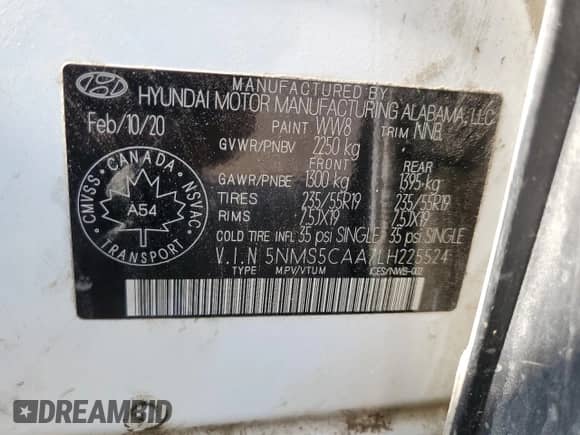 MANUFACTURED BY
HYUNDAI MOTOR MANUFACTURING ALABAMA, LLC
Feb/10/20
PAINT WW8 TRIM NNB
GVWR/PNBV 2250 kg
FRONT REAR
GAWR/PNBE 1300 kg 1395 kg
TIRES 235/55R19 235/55R19
RIMS 7.5JX19 7.5JX19
COLD TIRE INFL 35 psi SINGLE 35 psi SINGLE
V.I.N 5NMS5CAA7LH225524
TYPE M.PV/VTUM ICES/NWB-002
CANADA
CMVSS
NSVAC
A54
TRANSPORT
DREAMBID